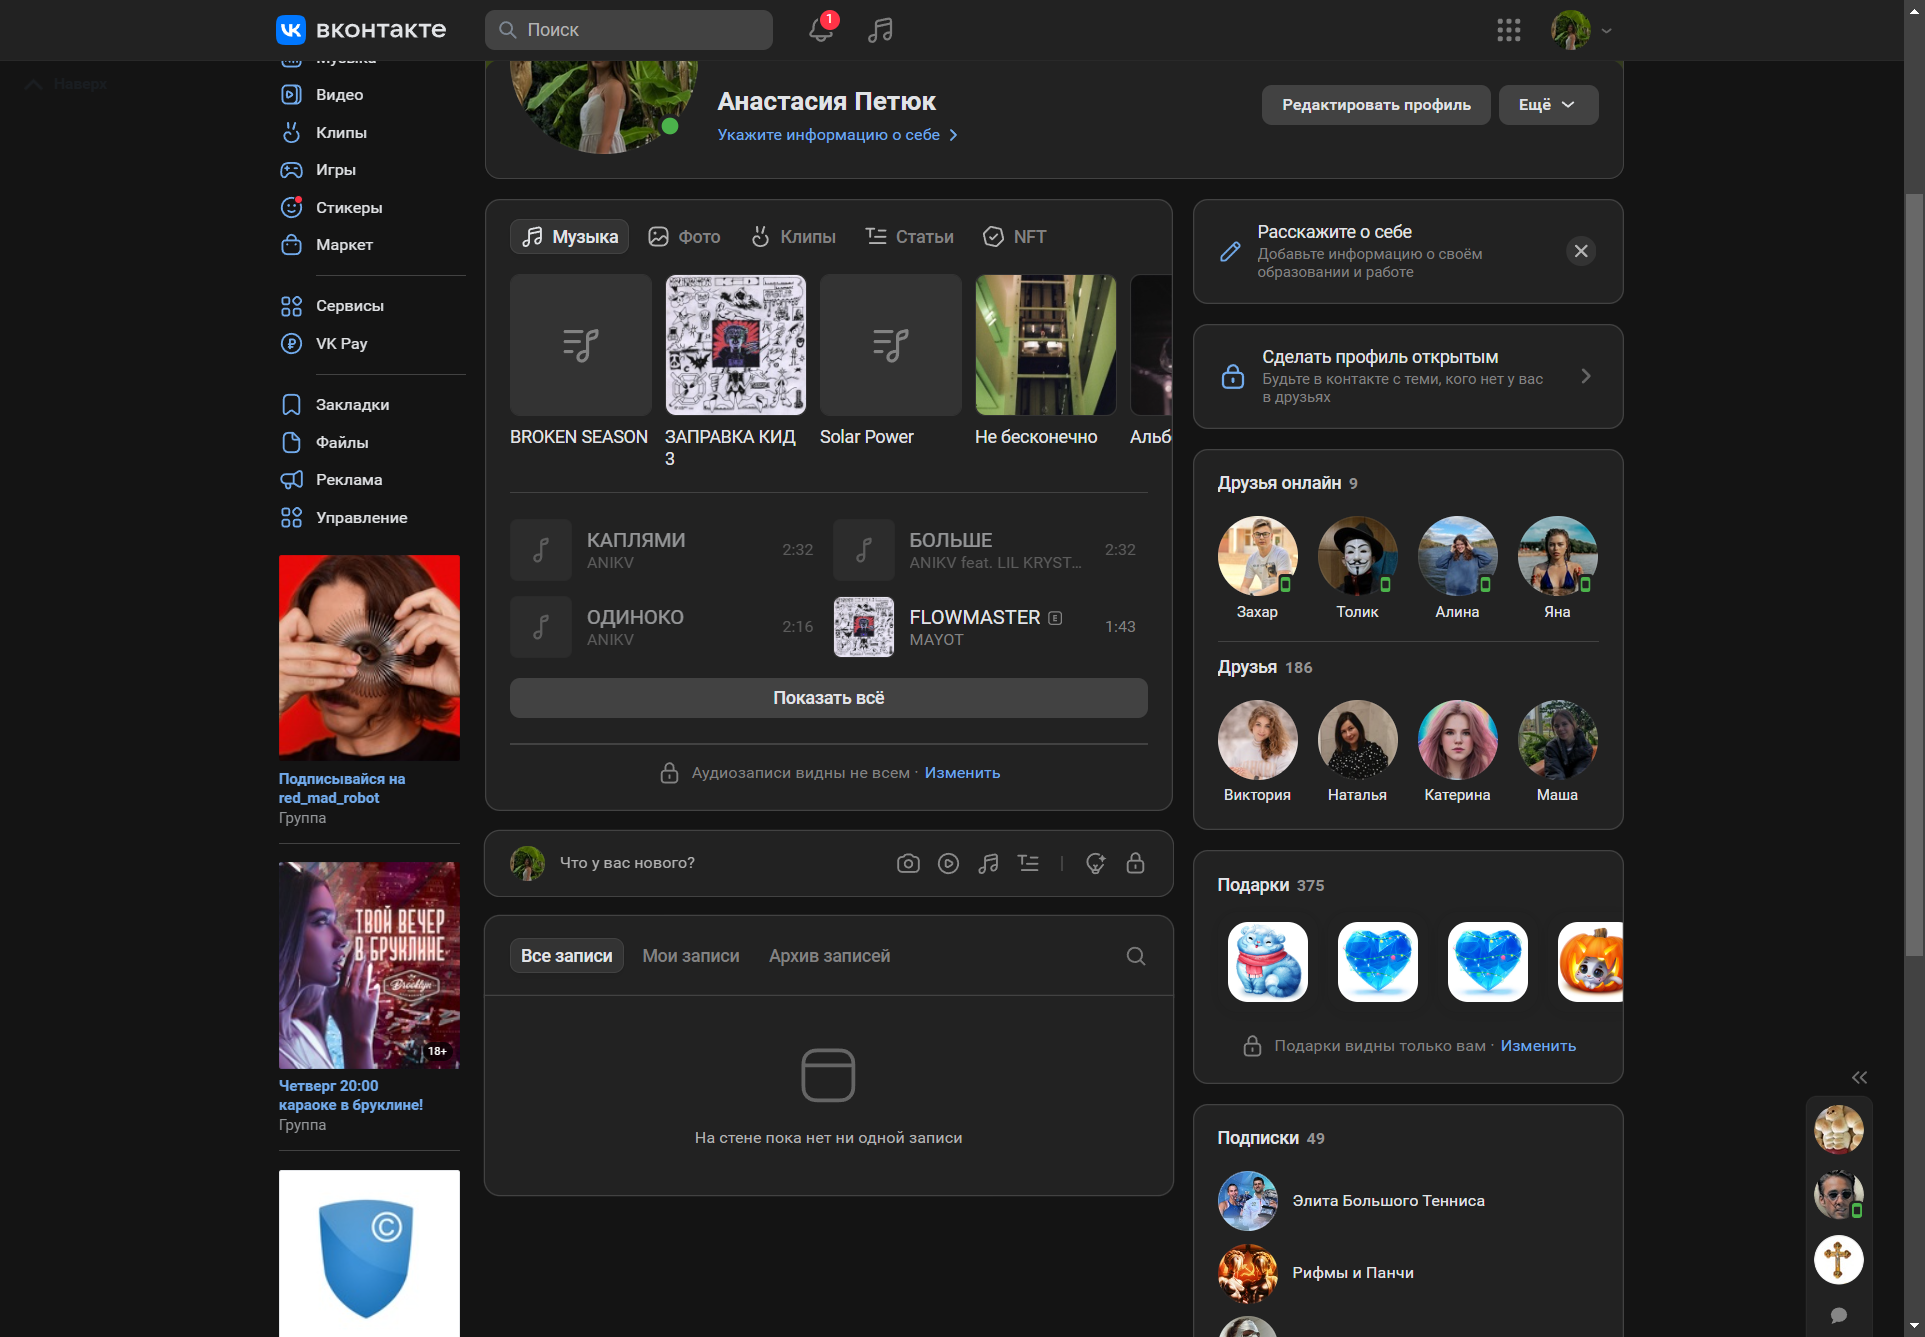 вконтакте
Поиск
1
Наверх
Музыка
Видео
Клипы
Игры
Стикеры
Маркет
Сервисы
VK Pay
Закладки
Файлы
Реклама
Управление
Подписывайся на
red_mad_robot
Группа
ТВОЙ ВЕЧЕР
В БРУКЛИНЕ
Brooklyn
18+
Четверг 20:00
караоке в бруклине!
Группа
©
Анастасия Петюк
Укажите информацию о себе
Редактировать профиль
Ещё
Музыка
Фото
Клипы
Статьи
NFT
BROKEN SEASON
ЗАПРАВКА КИД
3
Solar Power
Не бесконечно
Альб
КАПЛЯМИ
ANIKV
2:32
БОЛЬШЕ
ANIKV feat. LIL KRYST...
2:32
ОДИНОКО
ANIKV
2:16
FLOWMASTER E
MAYOT
1:43
Показать всё
Аудиозаписи видны не всем · Изменить
Что у вас нового?
Все записи
Мои записи
Архив записей
На стене пока нет ни одной записи
Расскажите о себе
Добавьте информацию о своём
образовании и работе
Сделать профиль открытым
Будьте в контакте с теми, кого нет у вас
в друзьях
Друзья онлайн 9
Захар
Толик
Алина
Яна
Друзья 186
Виктория
Наталья
Катерина
Маша
Подарки 375
Подарки видны только вам · Изменить
Подписки 49
Элита Большого Тенниса
Рифмы и Панчи